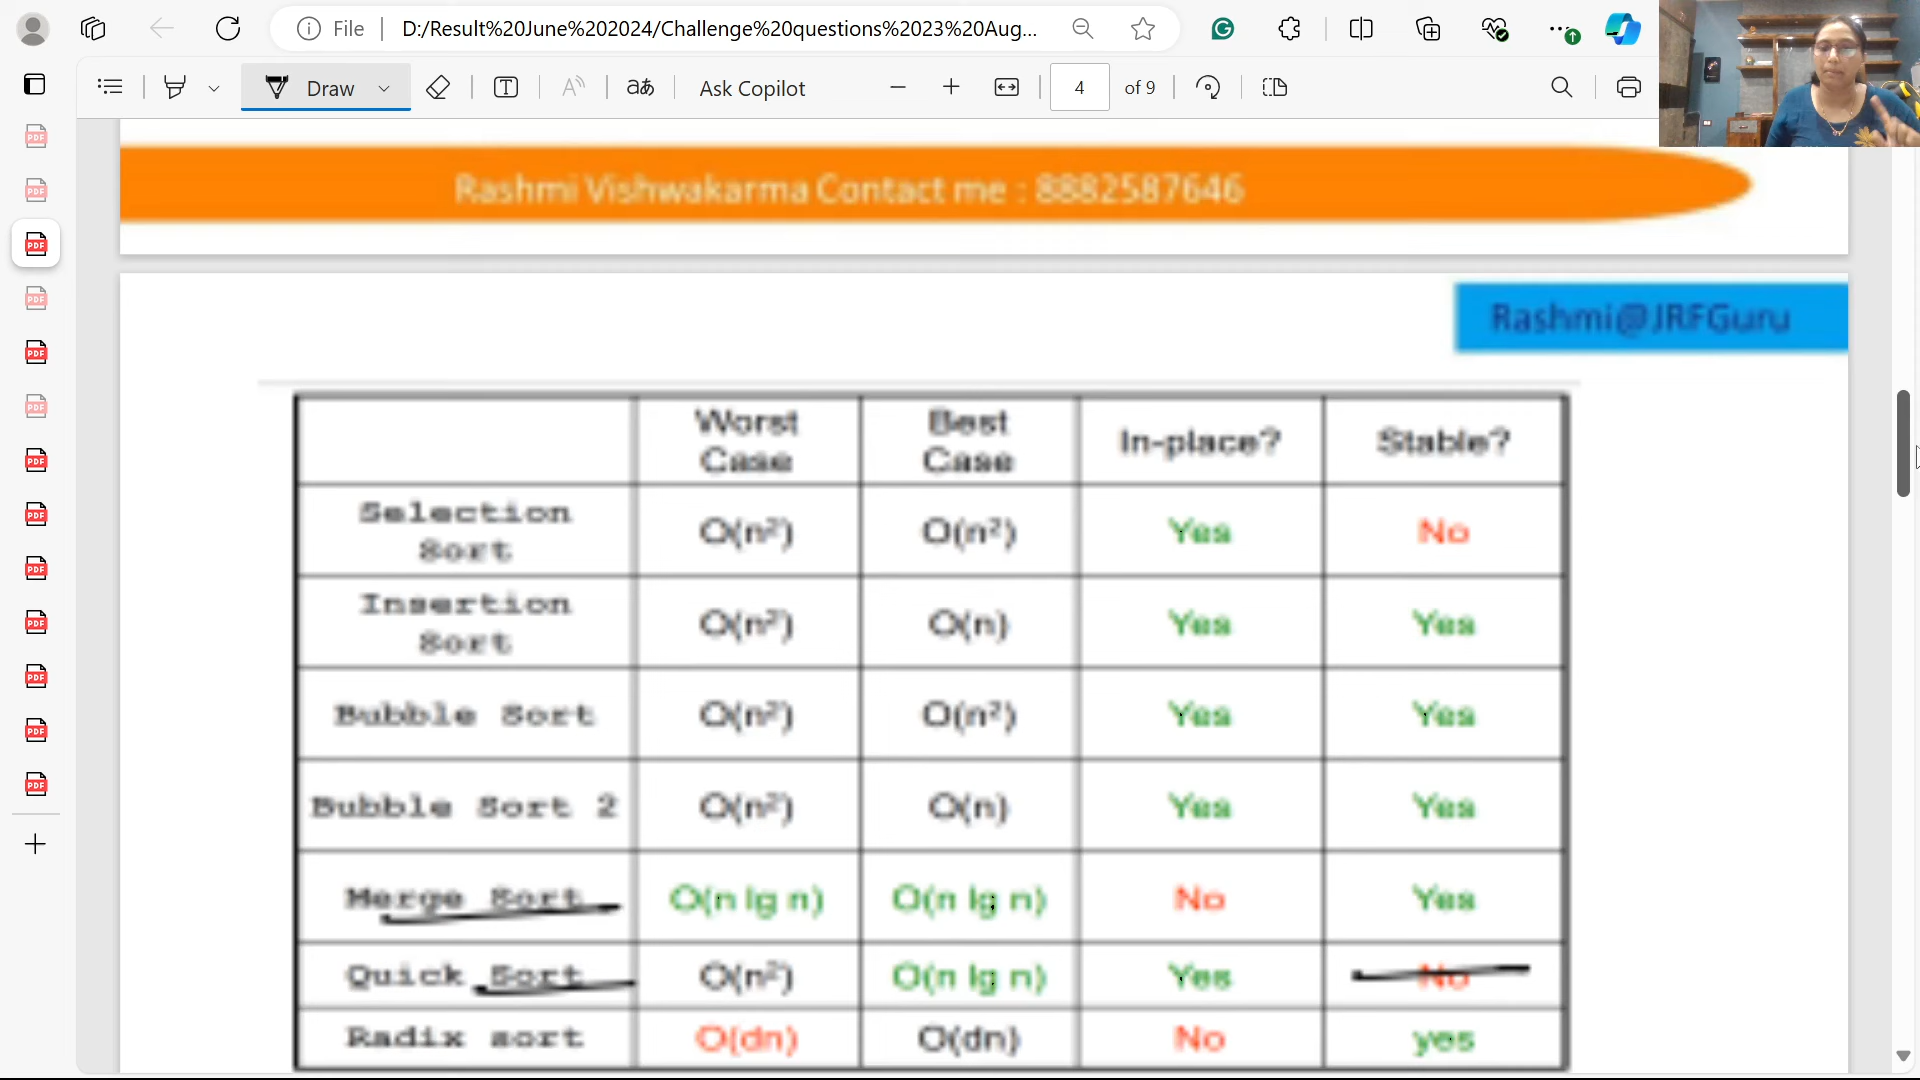 File
D:/Result%20June%202024/Challenge%20questions%2023%20Aug...
Draw
Ask Copilot
4
of 9
Rashmi Vishwakarma Contact me : 8882587646
Rashmi@JRFGuru
Worst Case
Best Case
In-place?
Stable?
Selection Sort
O(n²)
O(n²)
Yes
No
Insertion Sort
O(n²)
O(n)
Yes
Yes
Bubble Sort
O(n²)
O(n²)
Yes
Yes
Bubble Sort 2
O(n²)
O(n)
Yes
Yes
Merge Sort
O(n lg n)
O(n lg n)
No
Yes
Quick Sort
O(n²)
O(n lg n)
Yes
No
Radix sort
O(dn)
O(dn)
No
yes